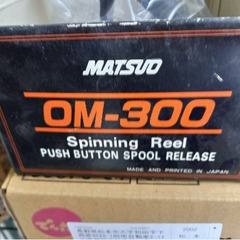 MATSUO
OM-300
Spinning Reel
PUSH BUTTON SPOOL RELEASE
MADE AND PRINTED IN JAPAN